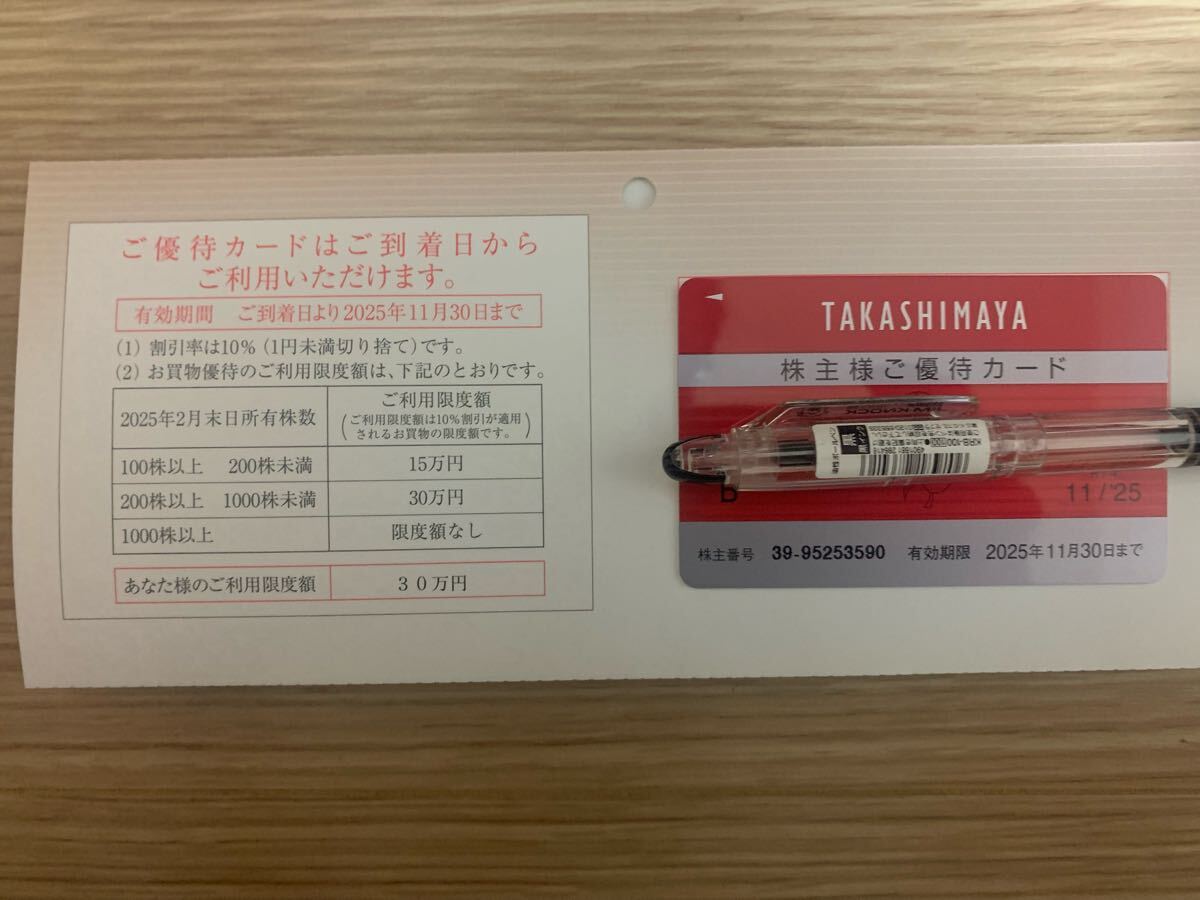 ご優待カードはご到着日から
ご利用いただけます。
有効期間 ご到着日より2025年11月30日まで
(1) 割引率は10% (1円未満切り捨て)です。
(2) お買物優待のご利用限度額は、下記のとおりです。
2025年2月末日所有株数
ご利用限度額
(ご利用限度額は10%割引が適用
されるお買物の限度額です。)
100株以上 200株未満 15万円
200株以上 1000株未満 30万円
1000株以上 限度額なし
あなた様のご利用限度額 30万円
TAKASHIMAYA
株主様ご優待カード
黒
KRB-100
B
11/'25
株主番号 39-95253590 有効期限 2025年11月30日まで